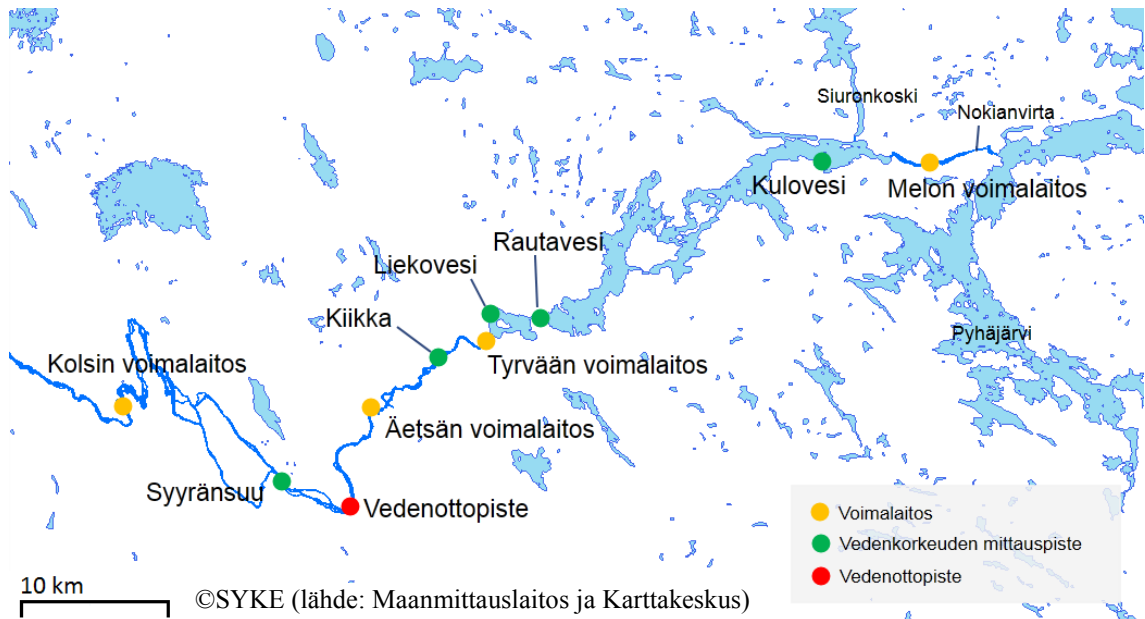 Siuronkoski
Nokianvirta
Kulovesi
Melon voimalaitos
Rautavesi
Liekovesi
Kiikka
Pyhäjärvi
Kolsin voimalaitos
Tyrvään voimalaitos
Äetsän voimalaitos
Syyränsuu
Vedenottopiste
Voimalaitos
Vedenkorkeuden mittauspiste
Vedenottopiste
10 km
©SYKE (lähde: Maanmittauslaitos ja Karttakeskus)